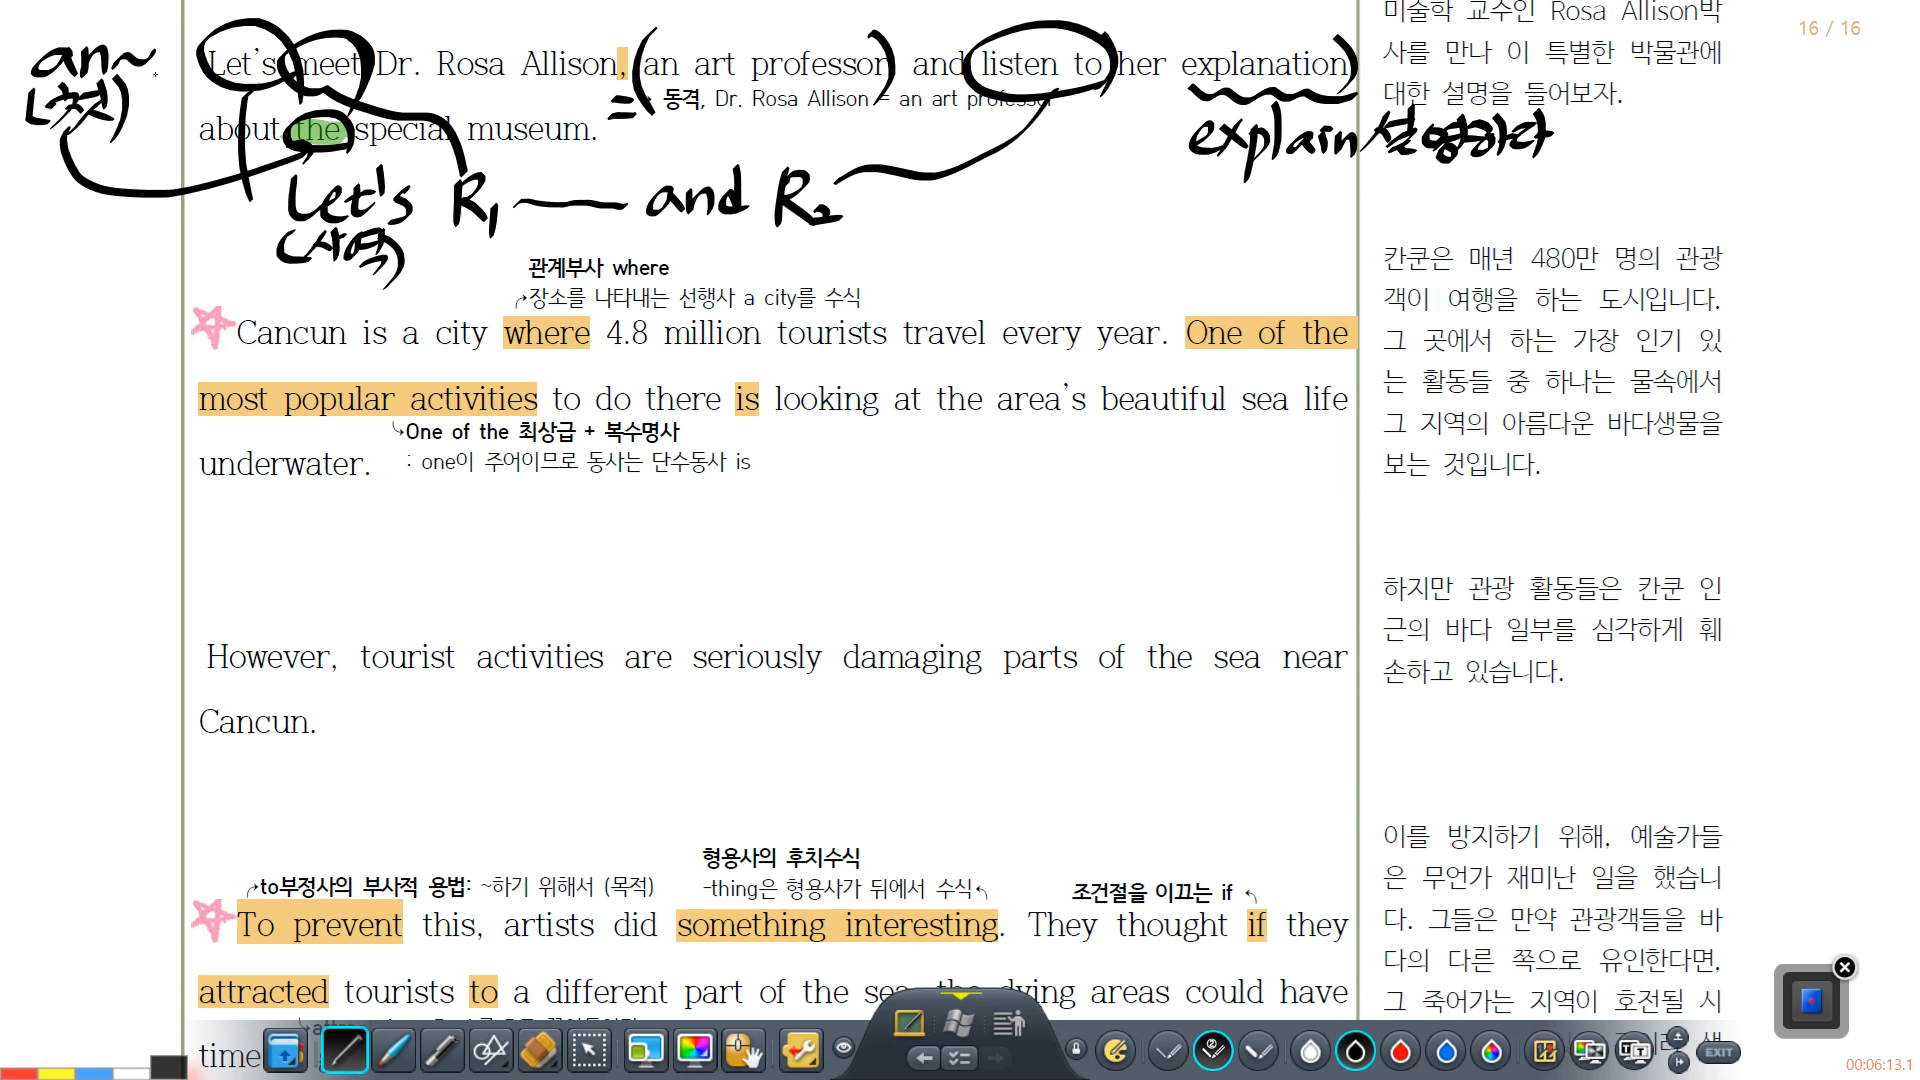 미술학 교수인 Rosa Allison박
16 / 16
an~
(첫)
Let's meet Dr. Rosa Allison, an art professor and listen to her explanation
사를 만나 이 특별한 박물관에
= 동격, Dr. Rosa Allison = an art professor
대한 설명을 들어보자.
about the special museum.
explain 설명하다
Let's R1 — and R2
(사역)
관계부사 where
장소를 나타내는 선행사 a city를 수식
Cancun is a city where 4.8 million tourists travel every year. One of the
most popular activities to do there is looking at the area's beautiful sea life
One of the 최상급 + 복수명사
underwater.
: one이 주어이므로 동사는 단수동사 is
칸쿤은 매년 480만 명의 관광
객이 여행을 하는 도시입니다.
그 곳에서 하는 가장 인기 있
는 활동들 중 하나는 물속에서
그 지역의 아름다운 바다생물을
보는 것입니다.
However, tourist activities are seriously damaging parts of the sea near
Cancun.
하지만 관광 활동들은 칸쿤 인
근의 바다 일부를 심각하게 훼
손하고 있습니다.
to부정사의 부사적 용법: ~하기 위해서 (목적)
형용사의 후치수식
-thing은 형용사가 뒤에서 수식
조건절을 이끄는 if
To prevent this, artists did something interesting. They thought if they
attracted tourists to a different part of the sea, the dying areas could have
time
이를 방지하기 위해, 예술가들
은 무언가 재미난 일을 했습니
다. 그들은 만약 관광객들을 바
다의 다른 쪽으로 유인한다면,
그 죽어가는 지역이 호전될 시
EXIT
00:06:13.1